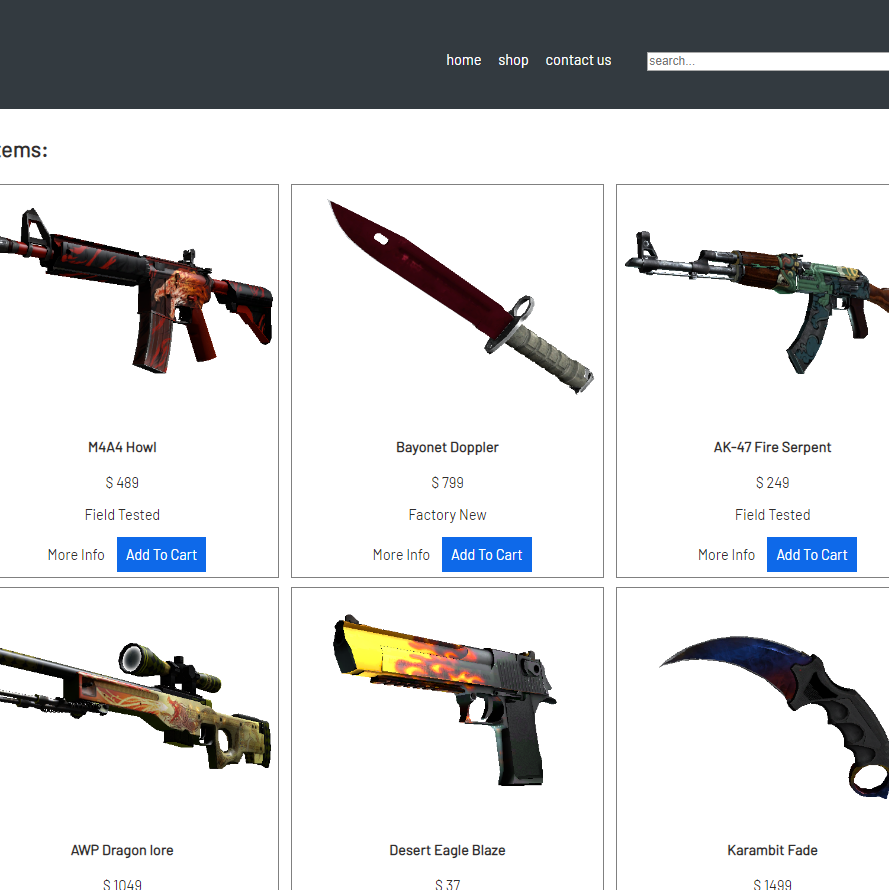 home shop contact us search...
tems:
M4A4 Howl Bayonet Doppler AK-47 Fire Serpent
$ 489 $ 799 $ 249
Field Tested Factory New Field Tested
More Info Add To Cart More Info Add To Cart More Info Add To Cart
AWP Dragon lore Desert Eagle Blaze Karambit Fade
$ 1049 $ 37 $ 1499